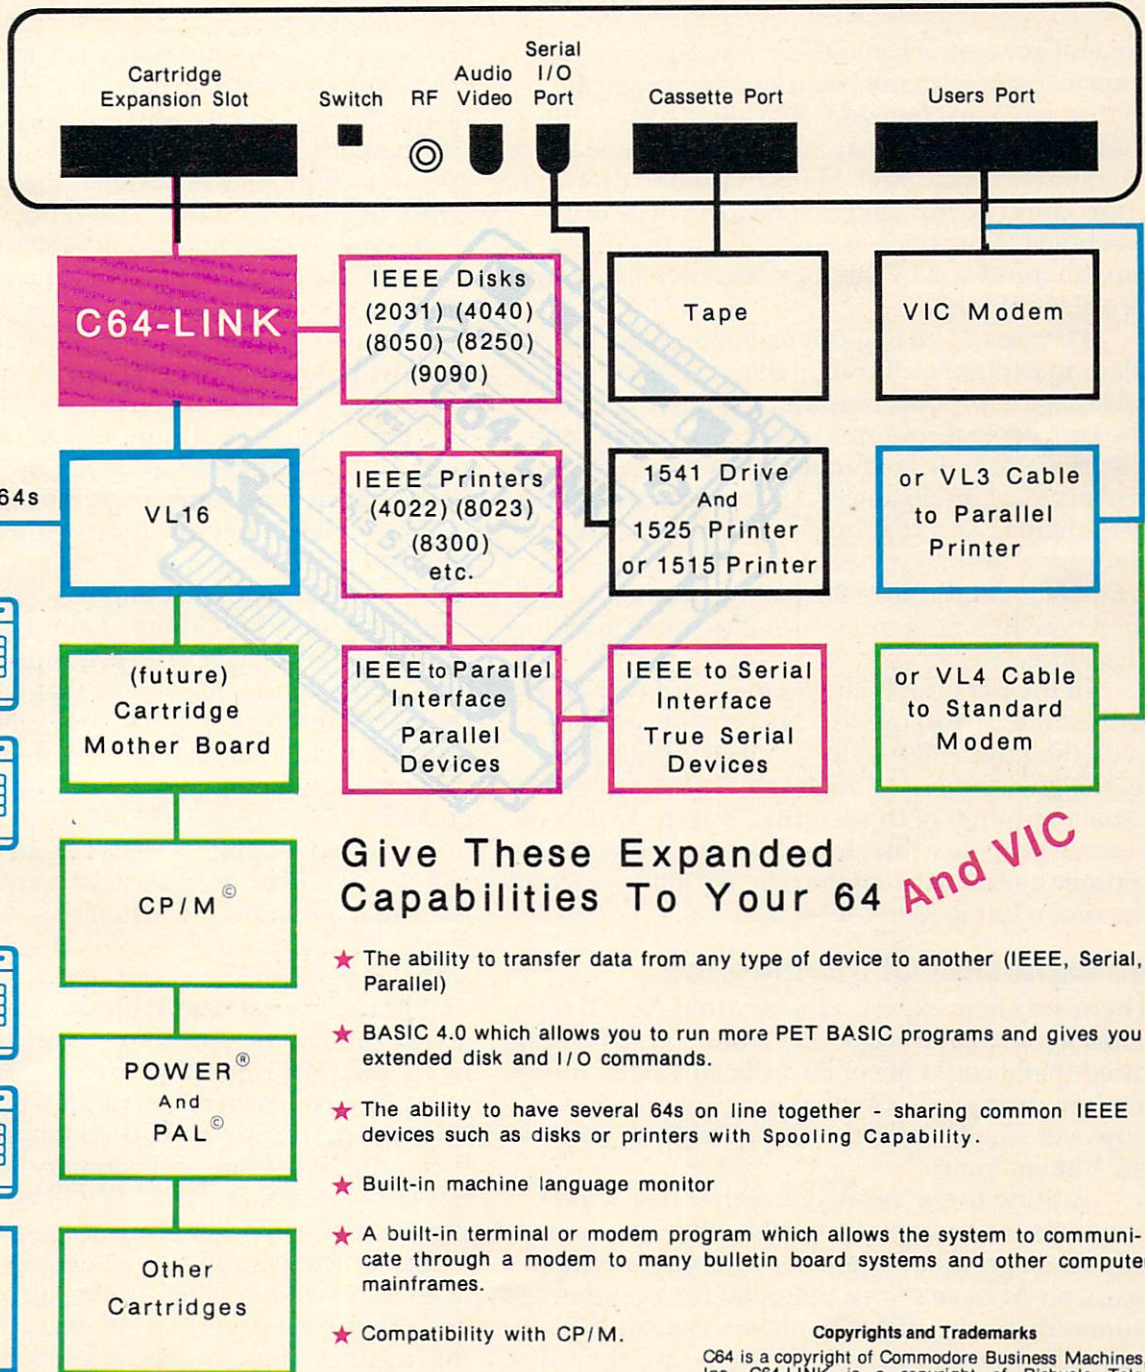 Cartridge
Expansion Slot
Switch
RF
Audio
Video
Serial
I/O
Port
Cassette Port
Users Port
C64-LINK
IEEE Disks
(2031) (4040)
(8050) (8250)
(9090)
Tape
VIC Modem
64s
VL16
IEEE Printers
(4022) (8023)
(8300)
etc.
1541 Drive
And
1525 Printer
or 1515 Printer
or VL3 Cable
to Parallel
Printer
(future)
Cartridge
Mother Board
IEEE to Parallel
Interface
Parallel
Devices
IEEE to Serial
Interface
True Serial
Devices
or VL4 Cable
to Standard
Modem
CP/M©
POWER®
And
PAL©
Other
Cartridges
Give These Expanded
Capabilities To Your 64 And VIC
★ The ability to transfer data from any type of device to another (IEEE, Serial,
Parallel)
★ BASIC 4.0 which allows you to run more PET BASIC programs and gives you
extended disk and I/O commands.
★ The ability to have several 64s on line together - sharing common IEEE
devices such as disks or printers with Spooling Capability.
★ Built-in machine language monitor
★ A built-in terminal or modem program which allows the system to communi-
cate through a modem to many bulletin board systems and other compute
mainframes.
★ Compatibility with CP/M.
Copyrights and Trademarks
C64 is a copyright of Commodore Business Machines
Inc. C64-LINK is a copyright of